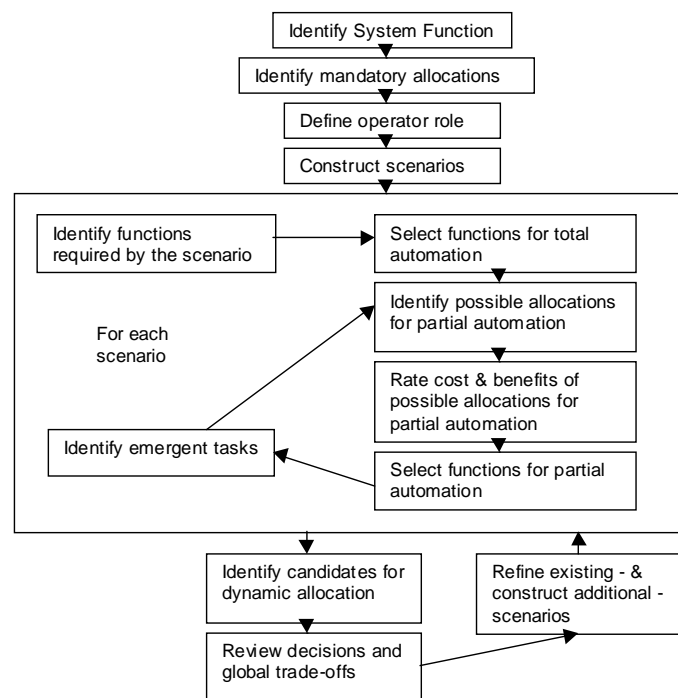 Identify System Function
Identify mandatory allocations
Define operator role
Construct scenarios
Identify functions
required by the scenario
Select functions for total
automation
Identify possible allocations
for partial automation
For each
scenario
Rate cost & benefits of
possible allocations for
partial automation
Identify emergent tasks
Select functions for partial
automation
Identify candidates for
dynamic allocation
Refine existing - &
construct additional -
scenarios
Review decisions and
global trade-offs